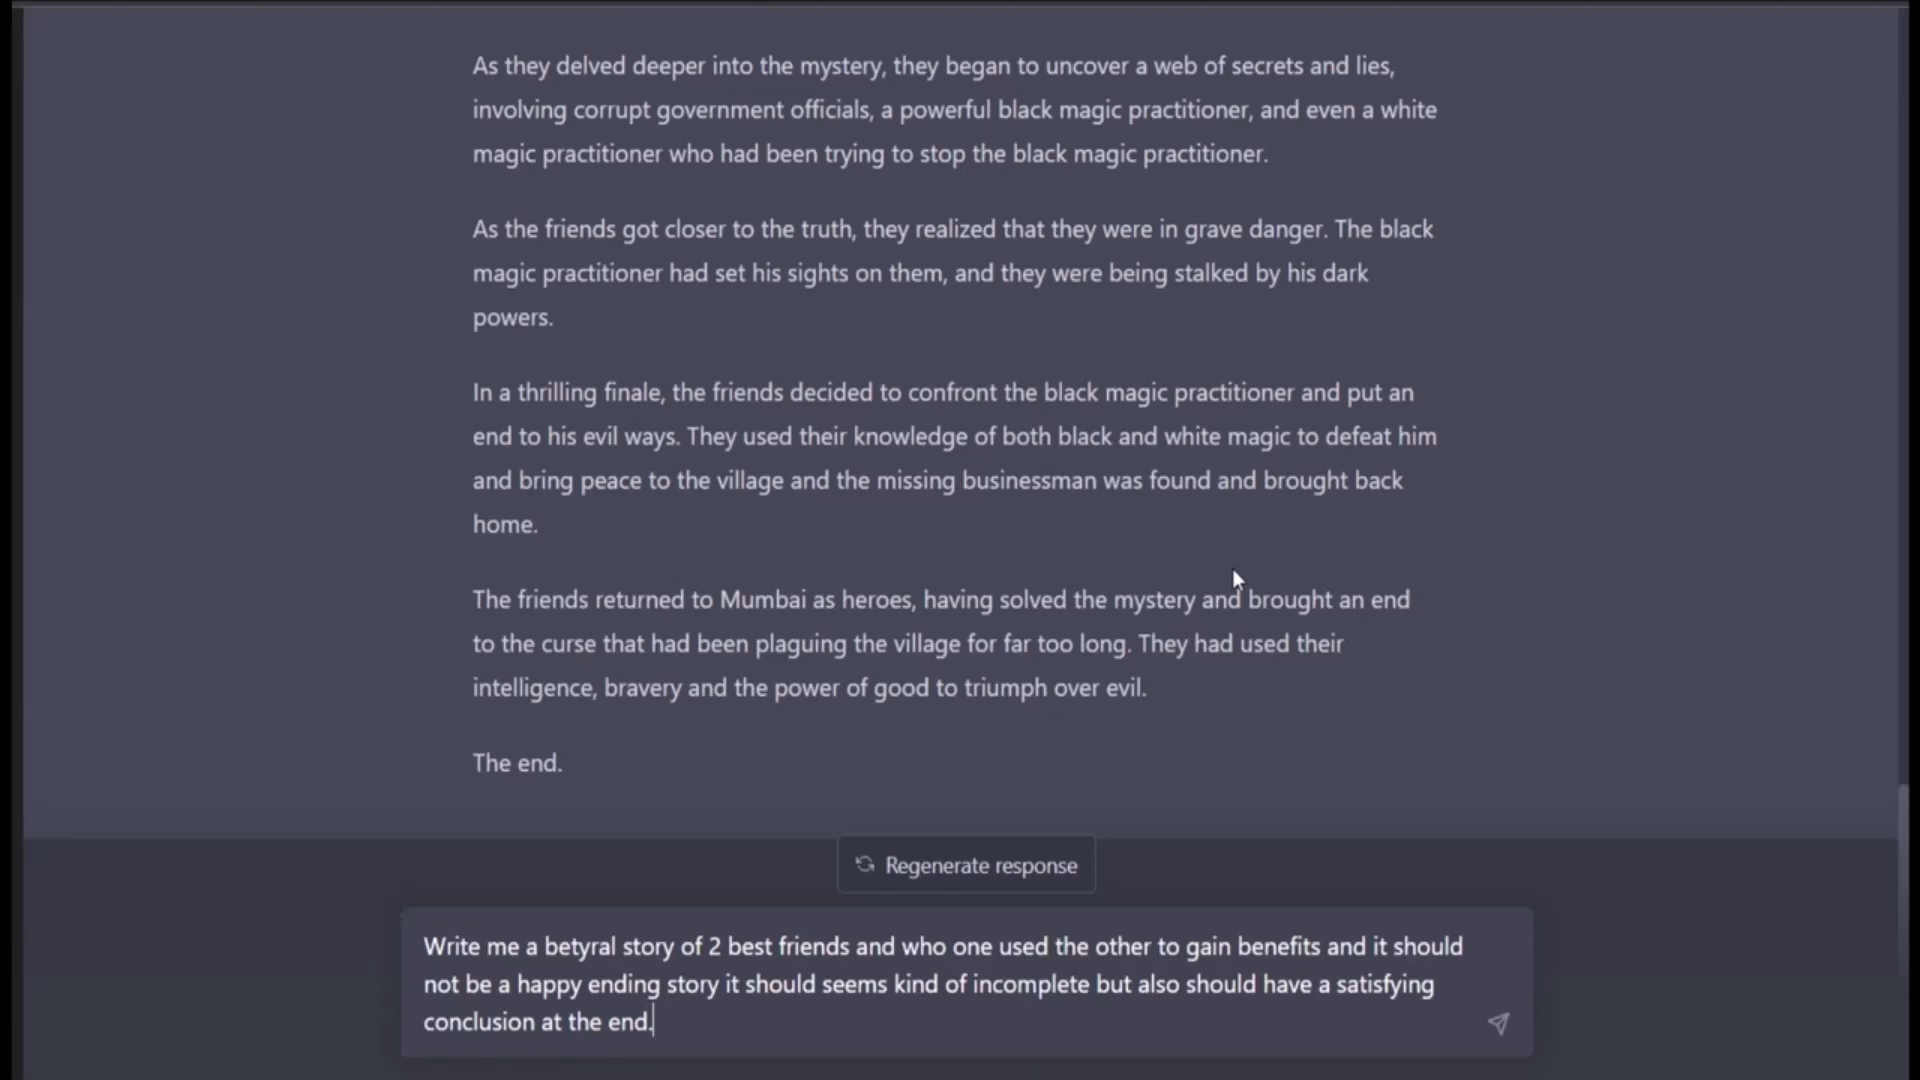 As they delved deeper into the mystery, they began to uncover a web of secrets and lies,
involving corrupt government officials, a powerful black magic practitioner, and even a white
magic practitioner who had been trying to stop the black magic practitioner.
As the friends got closer to the truth, they realized that they were in grave danger. The black
magic practitioner had set his sights on them, and they were being stalked by his dark
powers.
In a thrilling finale, the friends decided to confront the black magic practitioner and put an
end to his evil ways. They used their knowledge of both black and white magic to defeat him
and bring peace to the village and the missing businessman was found and brought back
home.
The friends returned to Mumbai as heroes, having solved the mystery and brought an end
to the curse that had been plaguing the village for far too long. They had used their
intelligence, bravery and the power of good to triumph over evil.
The end.
Regenerate response
Write me a betyral story of 2 best friends and who one used the other to gain benefits and it should
not be a happy ending story it should seems kind of incomplete but also should have a satisfying
conclusion at the end.